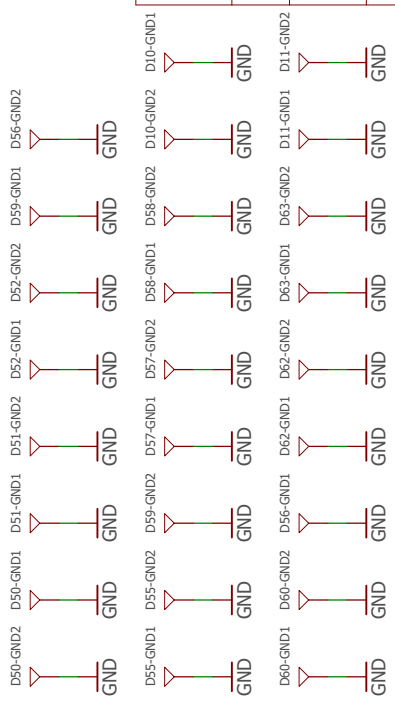 D10-GND1
GND
D11-GND2
GND
D56-GND2
GND
D10-GND2
GND
D11-GND1
GND
D59-GND1
GND
D58-GND2
GND
D63-GND2
GND
D52-GND2
GND
D58-GND1
GND
D63-GND1
GND
D52-GND1
GND
D57-GND2
GND
D62-GND2
GND
D51-GND2
GND
D57-GND1
GND
D62-GND1
GND
D51-GND1
GND
D59-GND2
GND
D56-GND1
GND
D50-GND1
GND
D55-GND2
GND
D60-GND2
GND
D50-GND2
GND
D55-GND1
GND
D60-GND1
GND